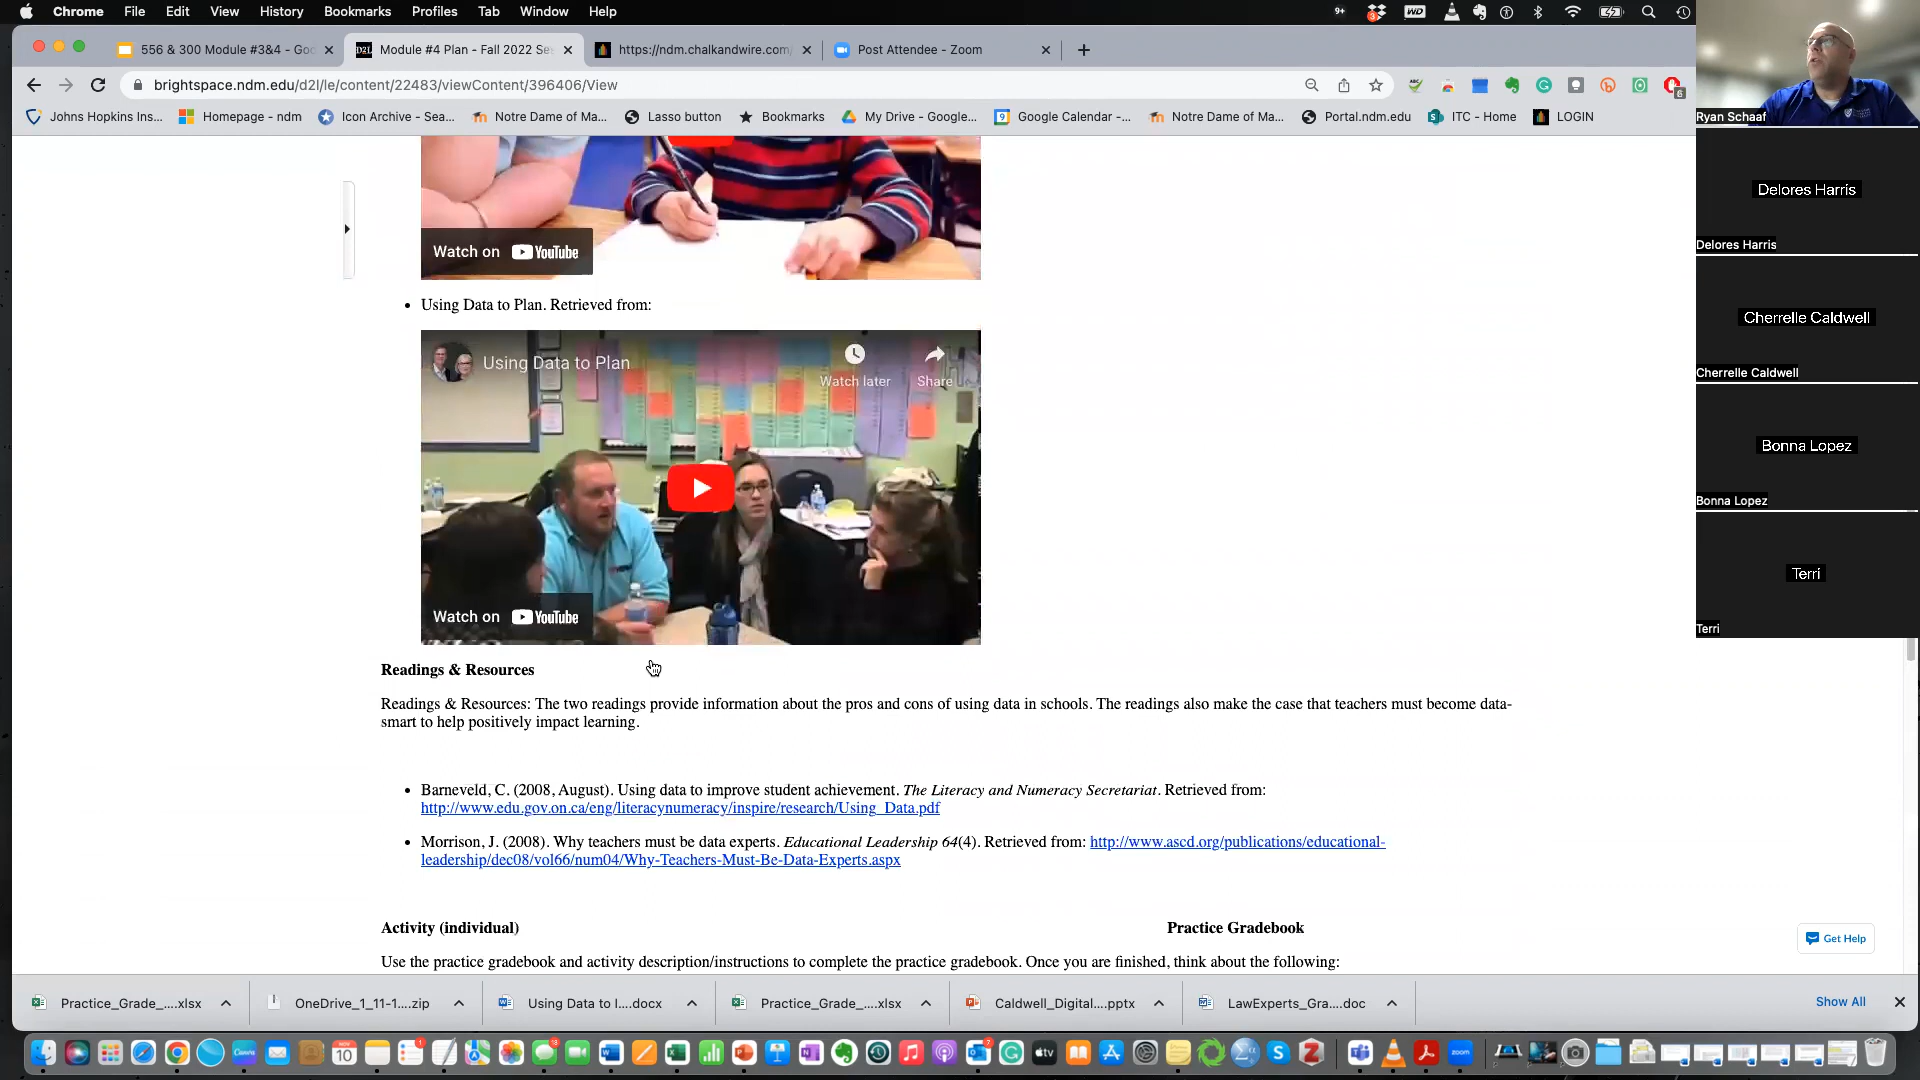 Chrome File Edit View History Bookmarks Profiles Tab Window Help
9+ WD
556 & 300 Module #3&4 - Goo
D2L Module #4 Plan - Fall 2022 Se
https://ndm.chalkandwire.com/
Post Attendee - Zoom
brightspace.ndm.edu/d2l/le/content/22483/viewContent/396406/View
6
Johns Hopkins Ins...
Homepage - ndm
Icon Archive - Sea...
Notre Dame of Ma...
Lasso button
Bookmarks
My Drive - Google...
Google Calendar -...
Notre Dame of Ma...
Portal.ndm.edu
ITC - Home
LOGIN
Watch on YouTube
• Using Data to Plan. Retrieved from:
Using Data to Plan
Watch later
Share
Watch on YouTube
Readings & Resources
Readings & Resources: The two readings provide information about the pros and cons of using data in schools. The readings also make the case that teachers must become data-
smart to help positively impact learning.
• Barneveld, C. (2008, August). Using data to improve student achievement. The Literacy and Numeracy Secretariat. Retrieved from:
http://www.edu.gov.on.ca/eng/literacynumeracy/inspire/research/Using_Data.pdf
• Morrison, J. (2008). Why teachers must be data experts. Educational Leadership 64(4). Retrieved from: http://www.ascd.org/publications/educational-
leadership/dec08/vol66/num04/Why-Teachers-Must-Be-Data-Experts.aspx
Activity (individual)
Practice Gradebook
Use the practice gradebook and activity description/instructions to complete the practice gradebook. Once you are finished, think about the following:
Get Help
Practice_Grade_....xlsx
OneDrive_1_11-1....zip
Using Data to I....docx
Practice_Grade_....xlsx
Caldwell_Digital....pptx
LawExperts_Gra....doc
Show All
NOV
10
Ryan Schaaf
Delores Harris
Delores Harris
Cherrelle Caldwell
Cherrelle Caldwell
Bonna Lopez
Bonna Lopez
Terri
Terri